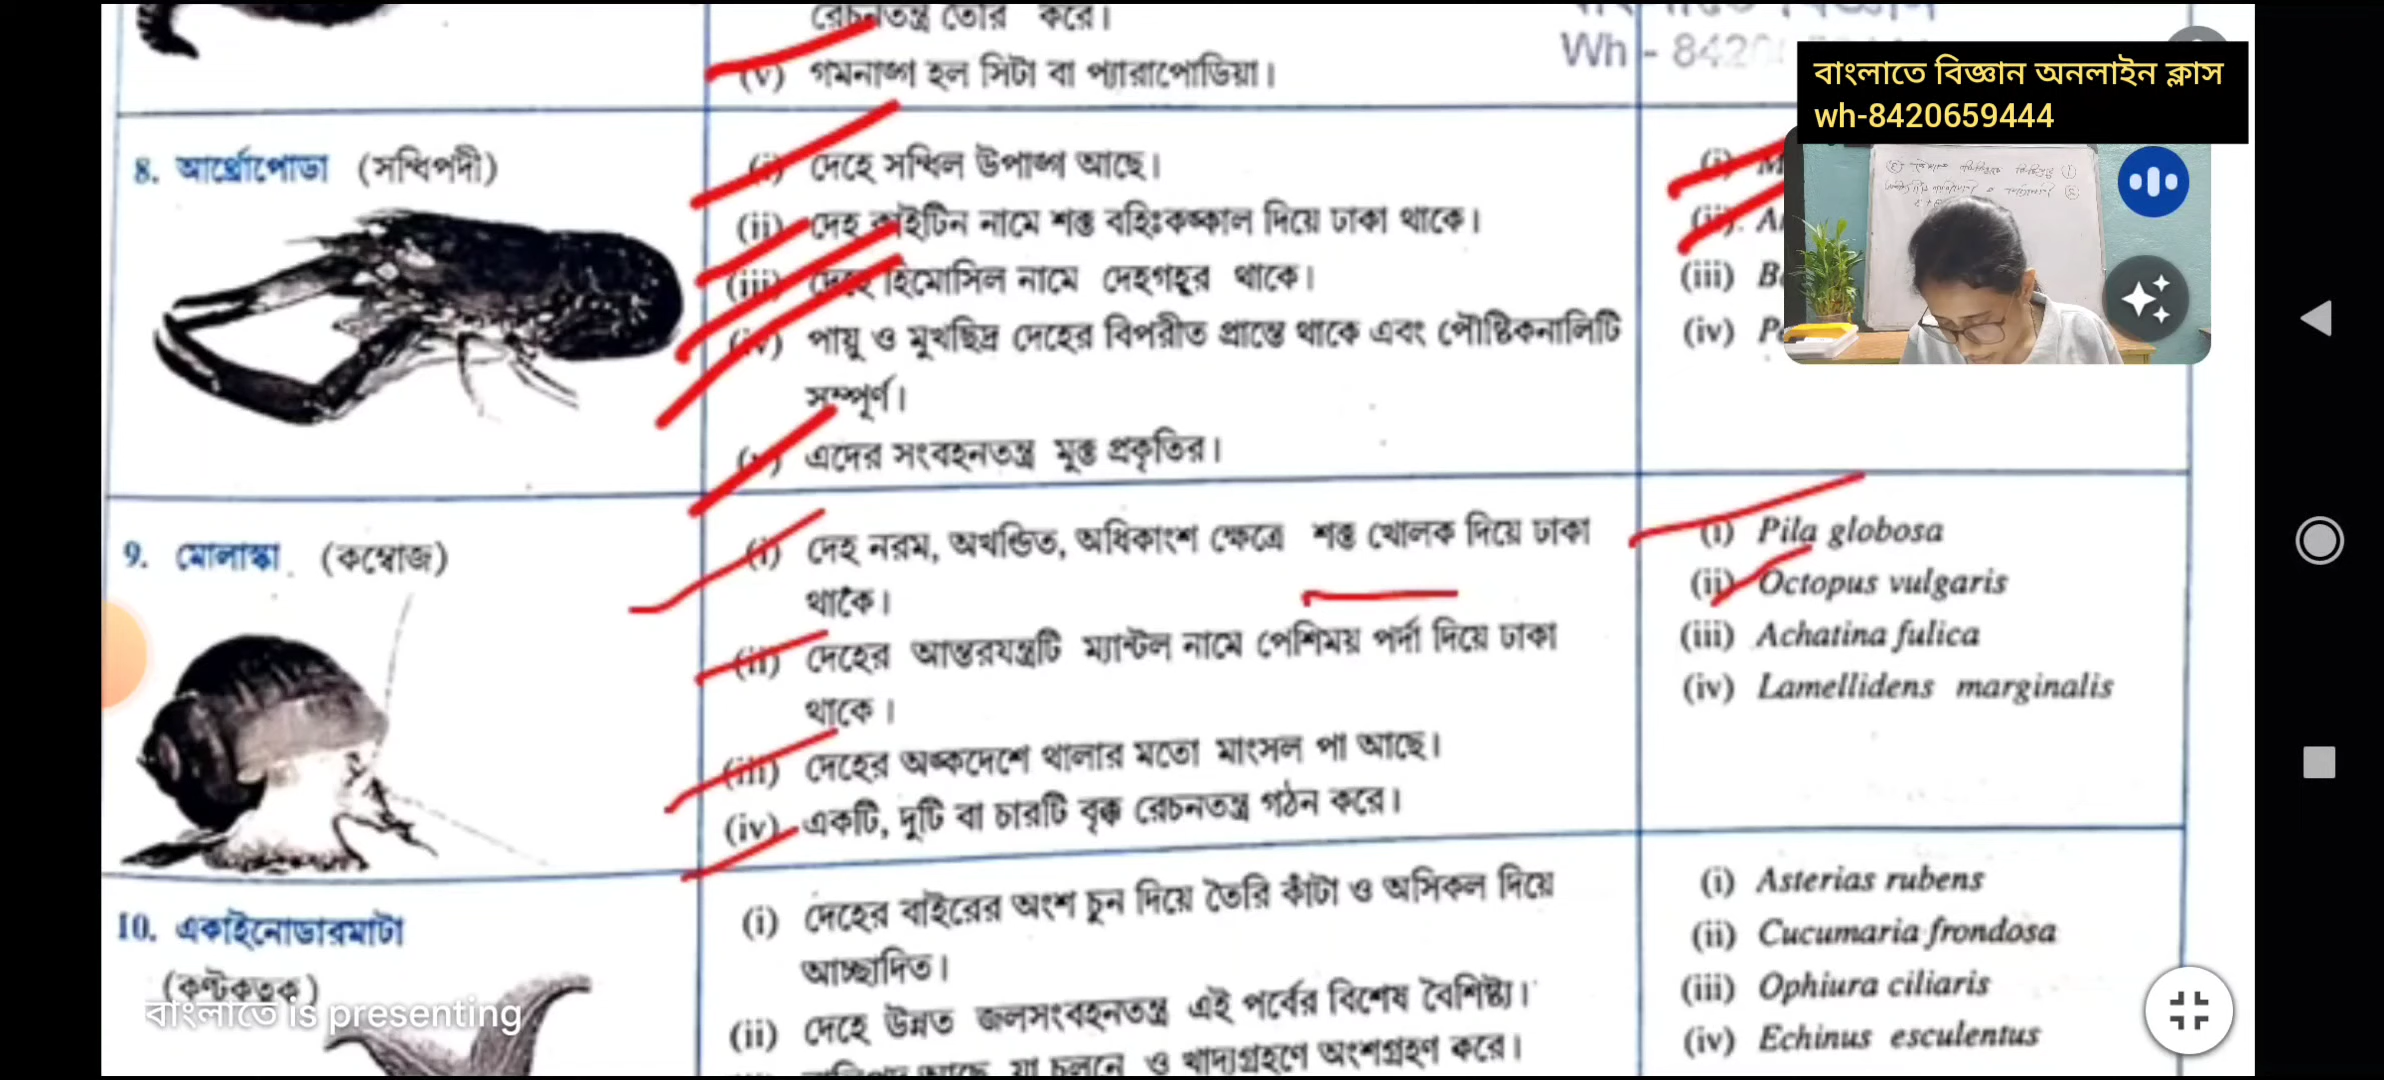 রেচনতন্ত্র তৈরি করে।
Wh - 8420
(v) গমনাঙ্গ হল সিটা বা প্যারাপোডিয়া।
বাংলাতে বিজ্ঞান অনলাইন ক্লাস
wh-8420659444
8. আর্থ্রোপোডা (সন্ধিপদী)
(i) দেহে সন্ধিল উপাঙ্গ আছে।
(ii) দেহ কাইটিন নামে শক্ত বহিঃকঙ্কাল দিয়ে ঢাকা থাকে।
(iii) দেহে হিমোসিল নামে দেহগহ্বর থাকে।
(iv) পায়ু ও মুখছিদ্র দেহের বিপরীত প্রান্তে থাকে এবং পৌষ্টিকনালিটি
সম্পূর্ণ।
(v) এদের সংবহনতন্ত্র মুক্ত প্রকৃতির।
(i) M
(ii) A
(iii) B
(iv) P
9. মোলাস্কা (কম্বোজ)
(i) দেহ নরম, অখন্ডিত, অধিকাংশ ক্ষেত্রে শক্ত খোলক দিয়ে ঢাকা
থাকে।
(ii) দেহের আন্তরযন্ত্রটি ম্যান্টল নামে পেশিময় পর্দা দিয়ে ঢাকা
থাকে।
(iii) দেহের অঙ্কদেশে থালার মতো মাংসল পা আছে।
(iv) একটি, দুটি বা চারটি বৃক্ক রেচনতন্ত্র গঠন করে।
(i) Pila globosa
(ii) Octopus vulgaris
(iii) Achatina fulica
(iv) Lamellidens marginalis
10. একাইনোডারমাটা
(কণ্টকত্বক)
(i) দেহের বাইরের অংশ চুন দিয়ে তৈরি কাঁটা ও অসিকল দিয়ে
আচ্ছাদিত।
(ii) দেহে উন্নত জলসংবহনতন্ত্র এই পর্বের বিশেষ বৈশিষ্ট্য।
আছে যা চলনে ও খাদ্যগ্রহণে অংশগ্রহণ করে।
(i) Asterias rubens
(ii) Cucumaria frondosa
(iii) Ophiura ciliaris
(iv) Echinus esculentus
বাংলাতে is presenting